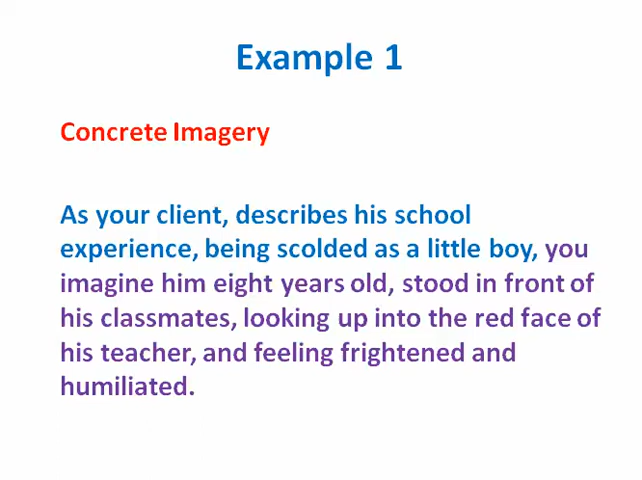 Example 1
Concrete Imagery
As your client, describes his school
experience, being scolded as a little boy, you
imagine him eight years old, stood in front of
his classmates, looking up into the red face of
his teacher, and feeling frightened and
humiliated.